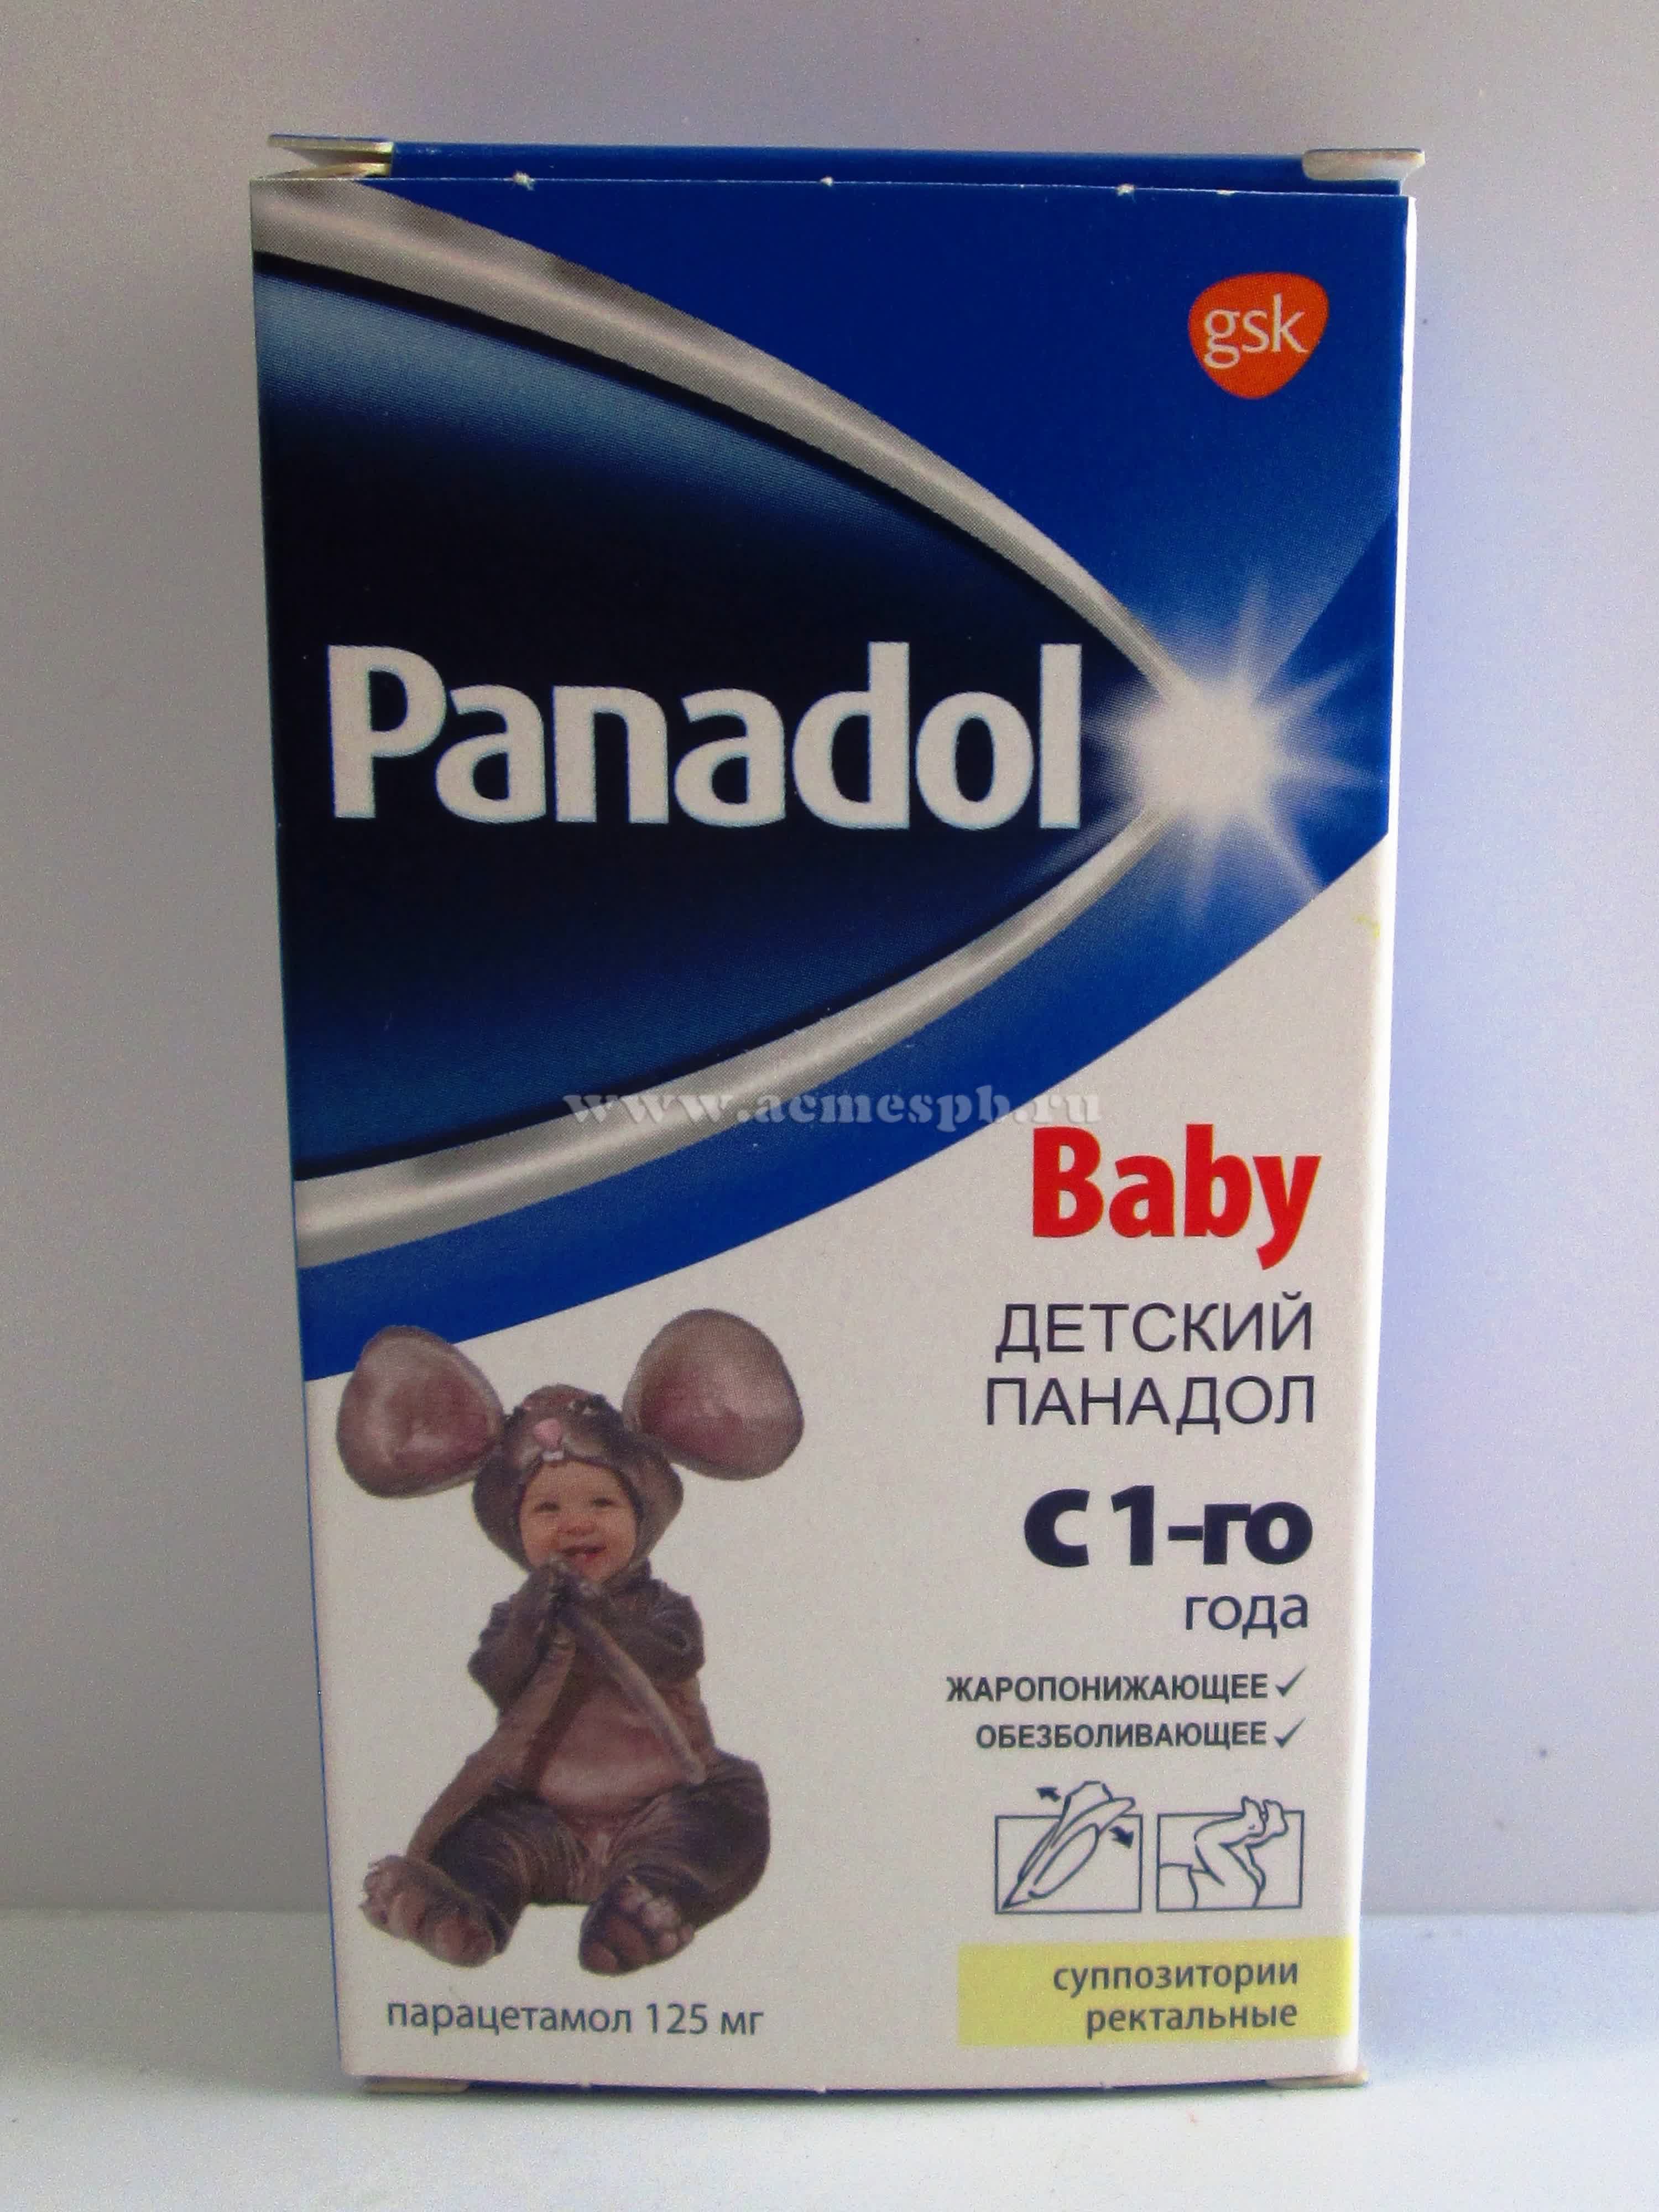 gsk
Panadol
www.acmespb.ru
Baby
ДЕТСКИЙ
ПАНАДОЛ
С 1-го
года
ЖАРОПОНИЖАЮЩЕЕ ✓
ОБЕЗБОЛИВАЮЩЕЕ ✓
суппозитории
ректальные
парацетамол 125 мг